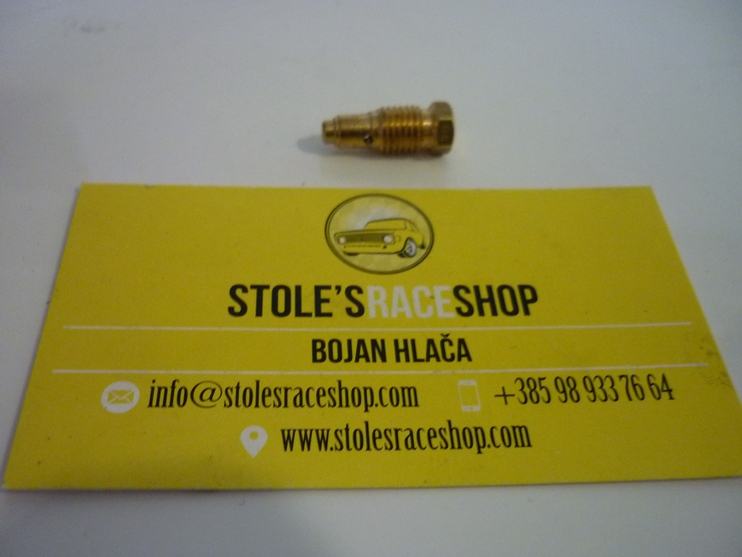 STOLE'SRACESHOP
BOJAN HLAČA
info@stolesraceshop.com +385 98 933 76 64
www.stolesraceshop.com